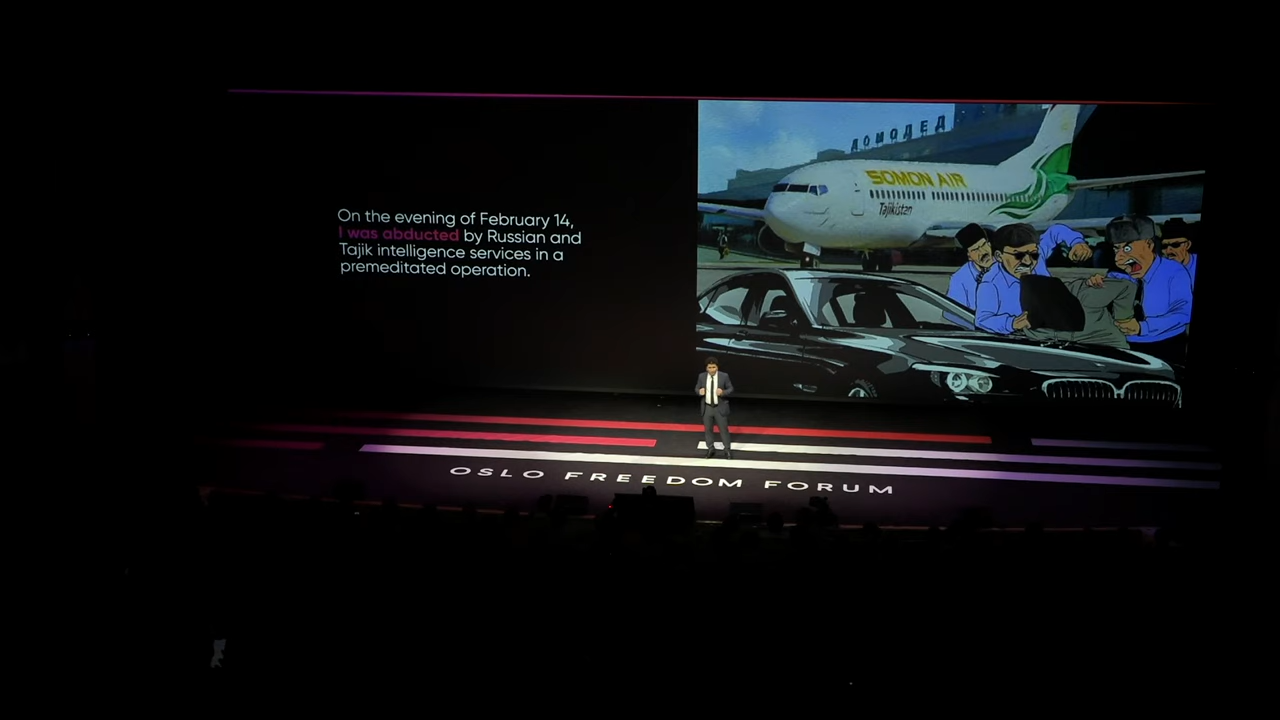 On the evening of February 14,
I was abducted by Russian and
Tajik intelligence services in a
premeditated operation.
ДОМОДЕД
SOMON AIR
Tajikistan
OSLO FREEDOM FORUM